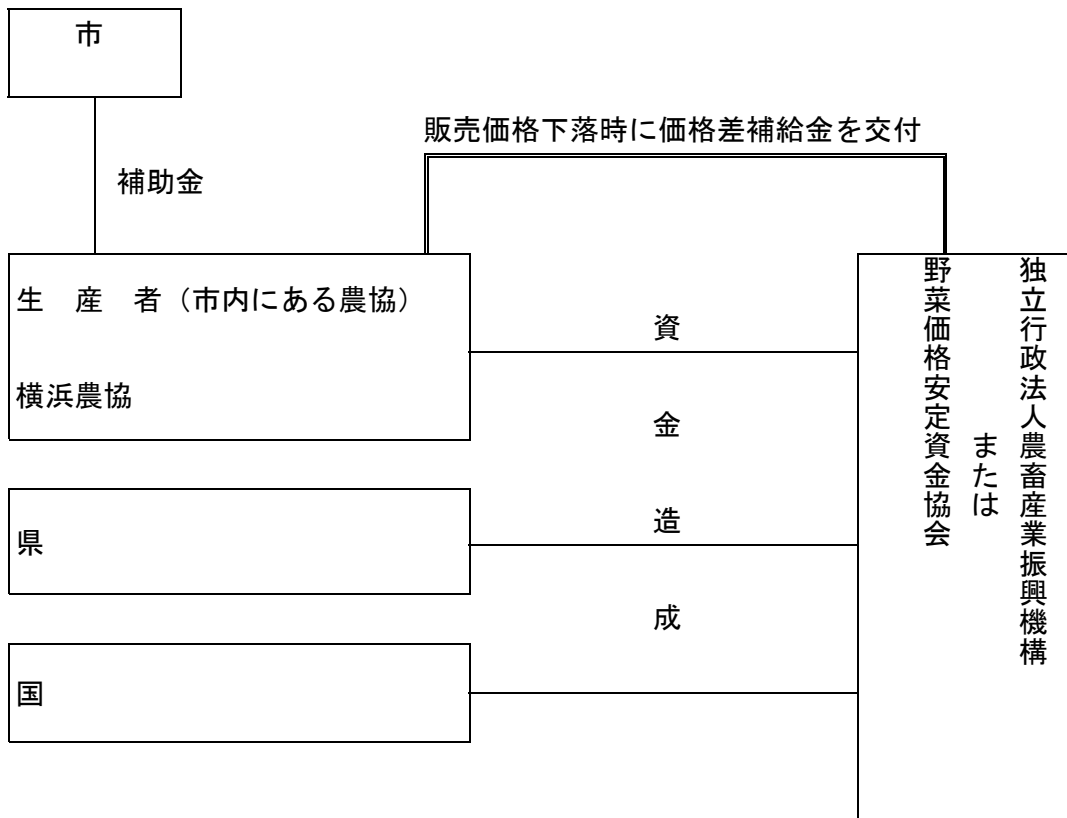 市
販売価格下落時に価格差補給金を交付
補助金
生　産　者（市内にある農協）
横浜農協
資
金
造
成
県
国
独立行政法人農畜産業振興機構
または
野菜価格安定資金協会